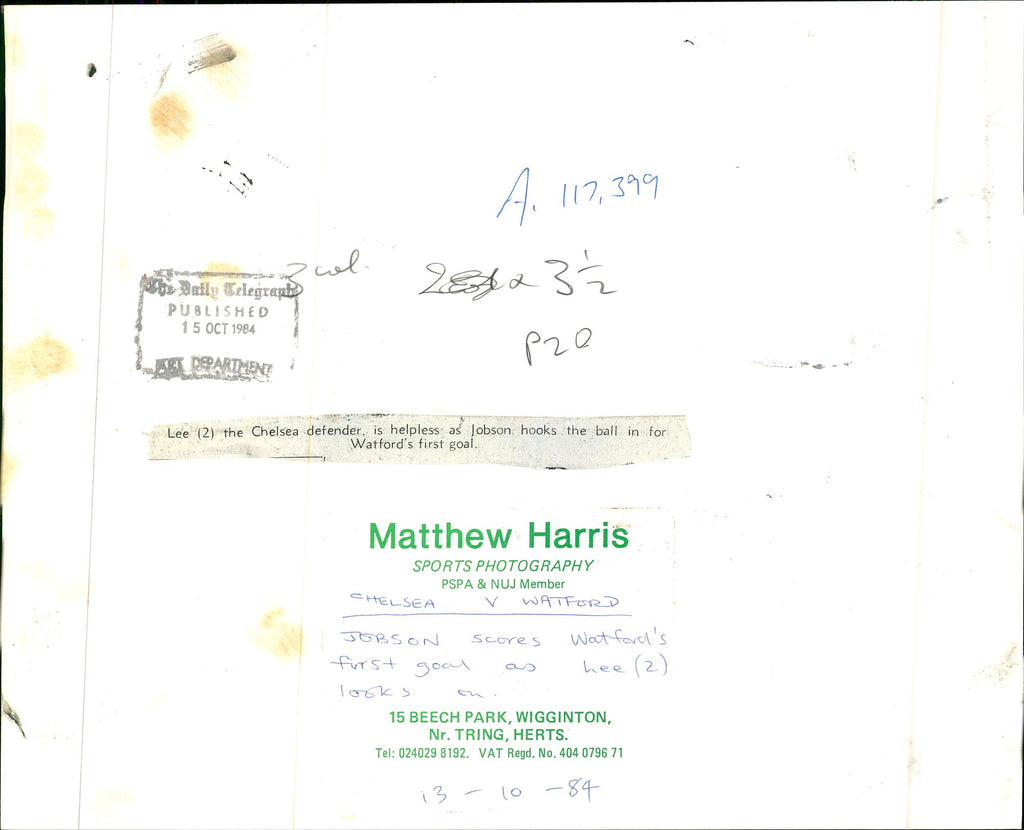 A. 117,399
3 col.
2 x 3 1/2
P20
The Daily Telegraph
PUBLISHED
15 OCT 1984
ART DEPARTMENT
Lee (2) the Chelsea defender, is helpless as Jobson hooks the ball in for
Watford's first goal.
Matthew Harris
SPORTS PHOTOGRAPHY
PSPA & NUJ Member
CHELSEA V WATFORD
JOBSON scores Watford's
first goal as Lee (2)
looks on.
15 BEECH PARK, WIGGINTON,
Nr. TRING, HERTS.
Tel: 024029 8192. VAT Regd. No. 404 0796 71
13 - 10 - 84